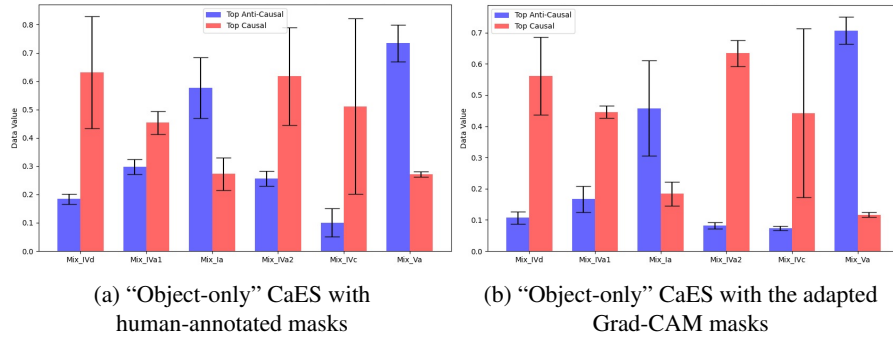 Top Anti-Causal
Top Causal
Data Value
0.8
0.7
0.6
0.5
0.4
0.3
0.2
0.1
0.0
Mix_IVd Mix_IVa1 Mix_Ia Mix_IVa2 Mix_IVc Mix_Va
(a) “Object-only” CaES with
human-annotated masks
Top Anti-Causal
Top Causal
Data Value
0.7
0.6
0.5
0.4
0.3
0.2
0.1
0.0
Mix_IVd Mix_IVa1 Mix_Ia Mix_IVa2 Mix_IVc Mix_Va
(b) “Object-only” CaES with the adapted
Grad-CAM masks